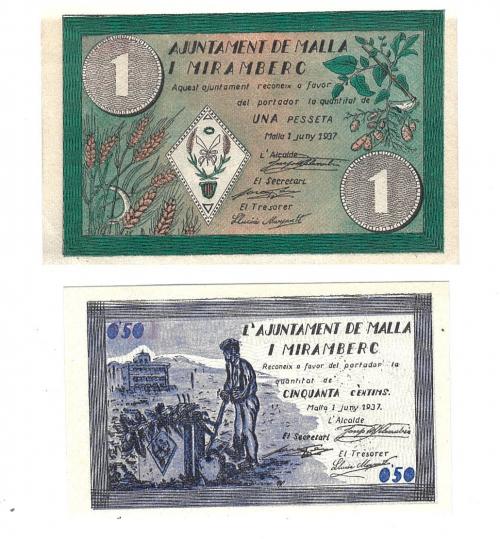 1
AJUNTAMENT DE MALLA
I MIRAMBERC
Aquest ajuntament reconeix a favor
del portador la quantitat de
UNA PESSETA
Malla 1 juny 1937
L'Alcalde
El Secretari
El Tresorer
1
0'50
L'AJUNTAMENT DE MALLA
I MIRAMBERC
Reconeix a favor del portador la
quantitat de
CINQUANTA CÈNTIMS.
Malla 1 juny 1937.
L'Alcalde
El Secretari
El Tresorer
0'50